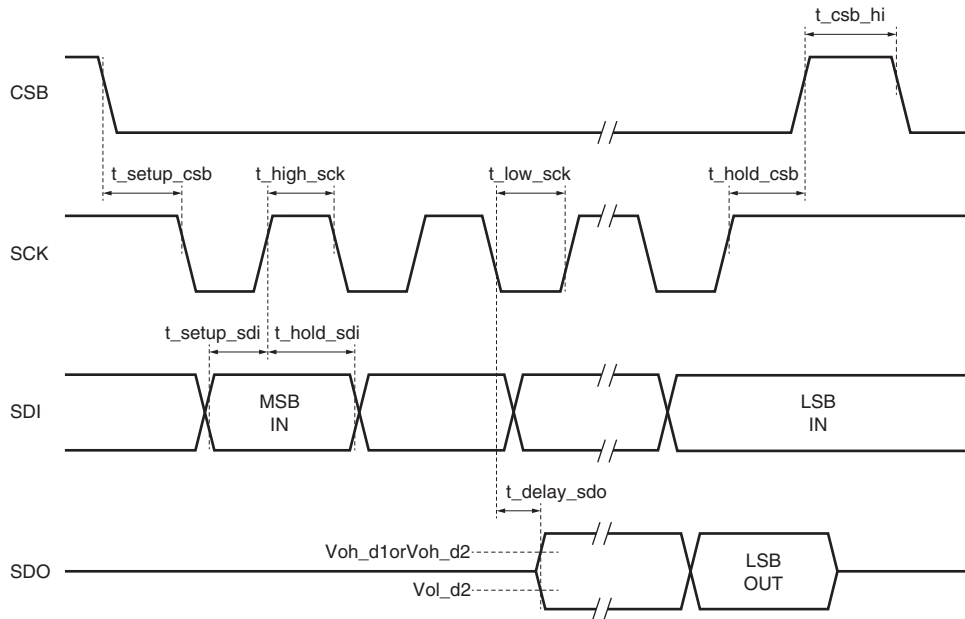 t_csb_hi
CSB
t_setup_csb
t_high_sck
t_low_sck
t_hold_csb
SCK
t_setup_sdi
t_hold_sdi
SDI
MSB
IN
LSB
IN
t_delay_sdo
Voh_d1orVoh_d2
SDO
Vol_d2
LSB
OUT